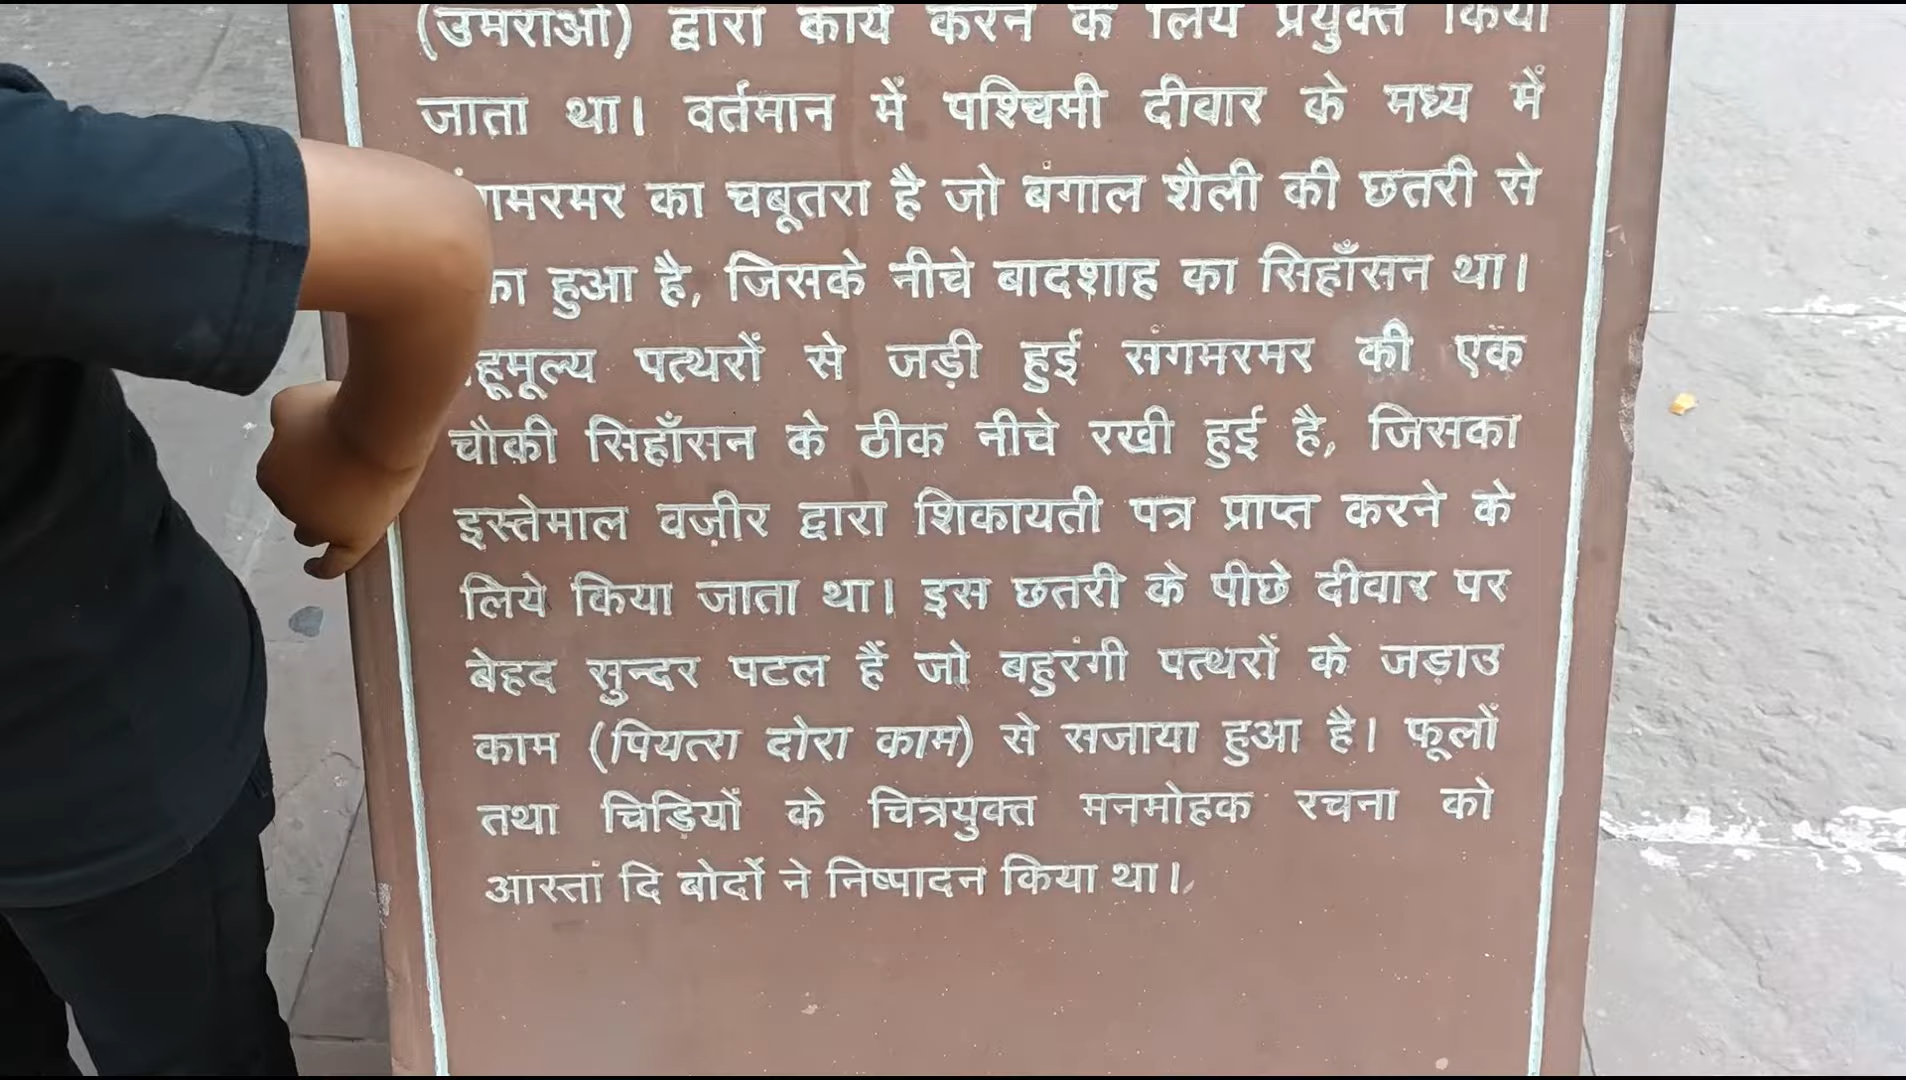 (उमराओं) द्वारा कार्य करने के लिये प्रयुक्त किया
जाता था। वर्तमान में पश्चिमी दीवार के मध्य में
का चबूतरा है जो बंगाल शैली की छतरी से
हुआ है, जिसके नीचे बादशाह का सिहाँसन था।
पत्थरों से जड़ी हुई संगमरमर की एक
चौकी सिहाँसन के ठीक नीचे रखी हुई है, जिसका
इस्तेमाल वज़ीर द्वारा शिकायती पत्र प्राप्त करने के
लिये किया जाता था। इस छतरी के पीछे दीवार पर
बेहद सुन्दर पटल हैं जो बहुरंगी पत्थरों के जड़ाउ
काम (पियत्रा दोरा काम) से सजाया हुआ है। फूलों
तथा चिड़ियों के चित्रयुक्त मनमोहक रचना को
आस्तां दि बोर्दो ने निष्पादन किया था।